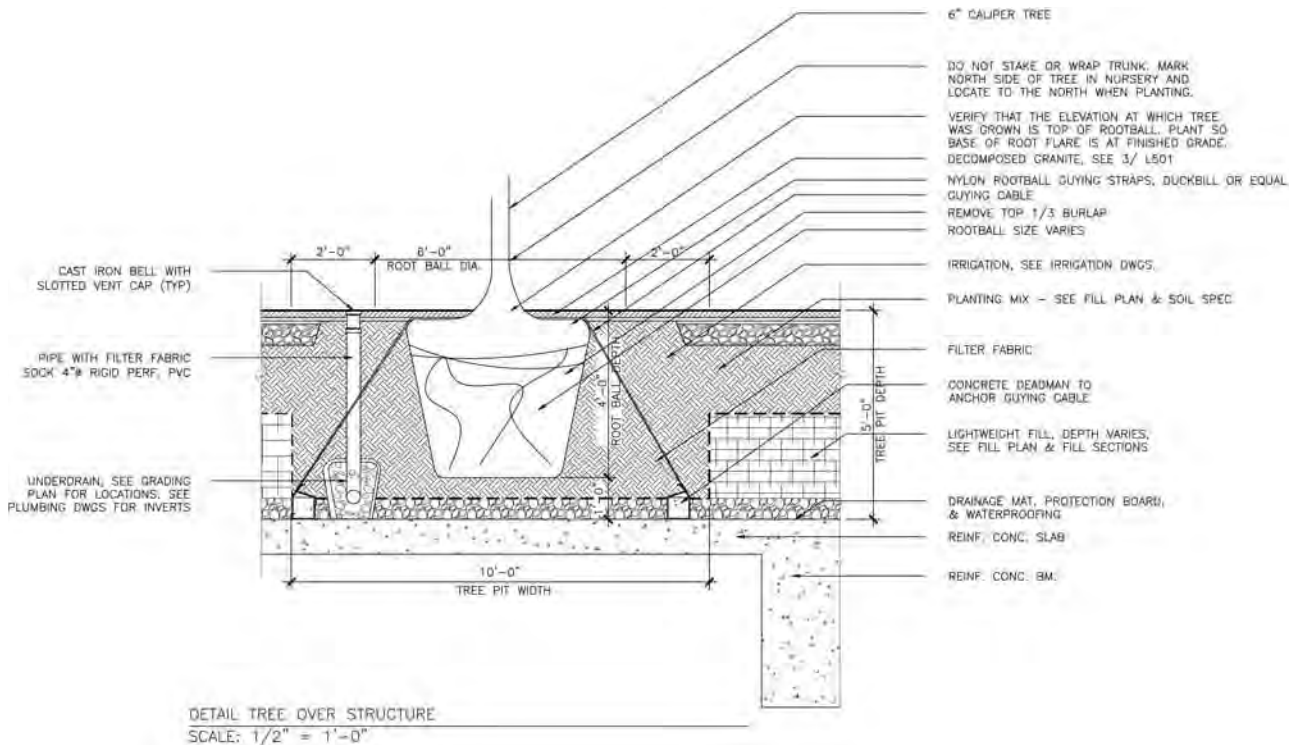 6" CALIPER TREE
DO NOT STAKE OR WRAP TRUNK. MARK
NORTH SIDE OF TREE IN NURSERY AND
LOCATE TO THE NORTH WHEN PLANTING.
VERIFY THAT THE ELEVATION AT WHICH TREE
WAS GROWN IS TOP OF ROOTBALL. PLANT SO
BASE OF ROOT FLARE IS AT FINISHED GRADE.
DECOMPOSED GRANITE, SEE 3/ L501
NYLON ROOTBALL GUYING STRAPS, DUCKBILL OR EQUAL
GUYING CABLE
REMOVE TOP 1/3 BURLAP
ROOTBALL SIZE VARIES
IRRIGATION, SEE IRRIGATION DWGS.
PLANTING MIX – SEE FILL PLAN & SOIL SPEC
FILTER FABRIC
CONCRETE DEADMAN TO
ANCHOR GUYING CABLE
LIGHTWEIGHT FILL, DEPTH VARIES,
SEE FILL PLAN & FILL SECTIONS
DRAINAGE MAT, PROTECTION BOARD,
& WATERPROOFING
REINF. CONC. SLAB
REINF. CONC. BM.
2'-0"
6'-0"
ROOT BALL DIA.
2'-0"
CAST IRON BELL WITH
SLOTTED VENT CAP (TYP)
PIPE WITH FILTER FABRIC
SOCK 4"ø RIGID PERF. PVC
UNDERDRAIN, SEE GRADING
PLAN FOR LOCATIONS. SEE
PLUMBING DWGS FOR INVERTS
4'-0"
ROOT BALL DEPTH
1'-0"
5'-0"
TREE PIT DEPTH
10'-0"
TREE PIT WIDTH
DETAIL TREE OVER STRUCTURE
SCALE: 1/2" = 1'-0"